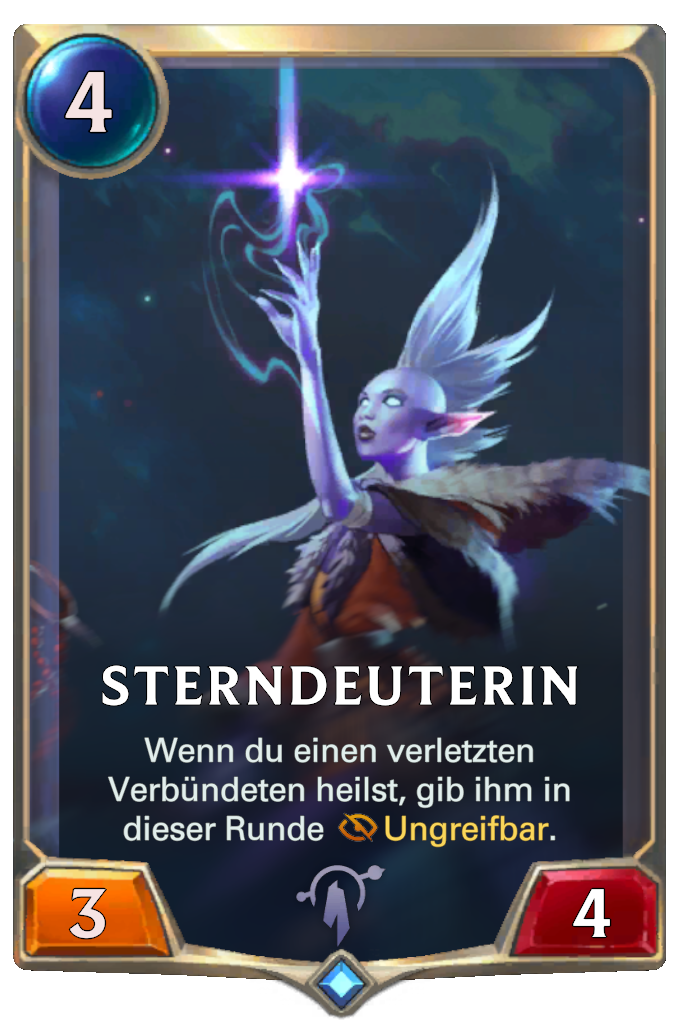 4
STERNDEUTERIN
Wenn du einen verletzten
Verbündeten heilst, gib ihm in
dieser Runde Ungreifbar.
3
4